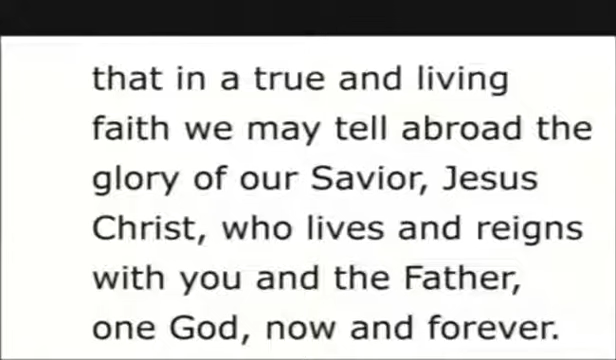 that in a true and living
faith we may tell abroad the
glory of our Savior, Jesus
Christ, who lives and reigns
with you and the Father,
one God, now and forever.